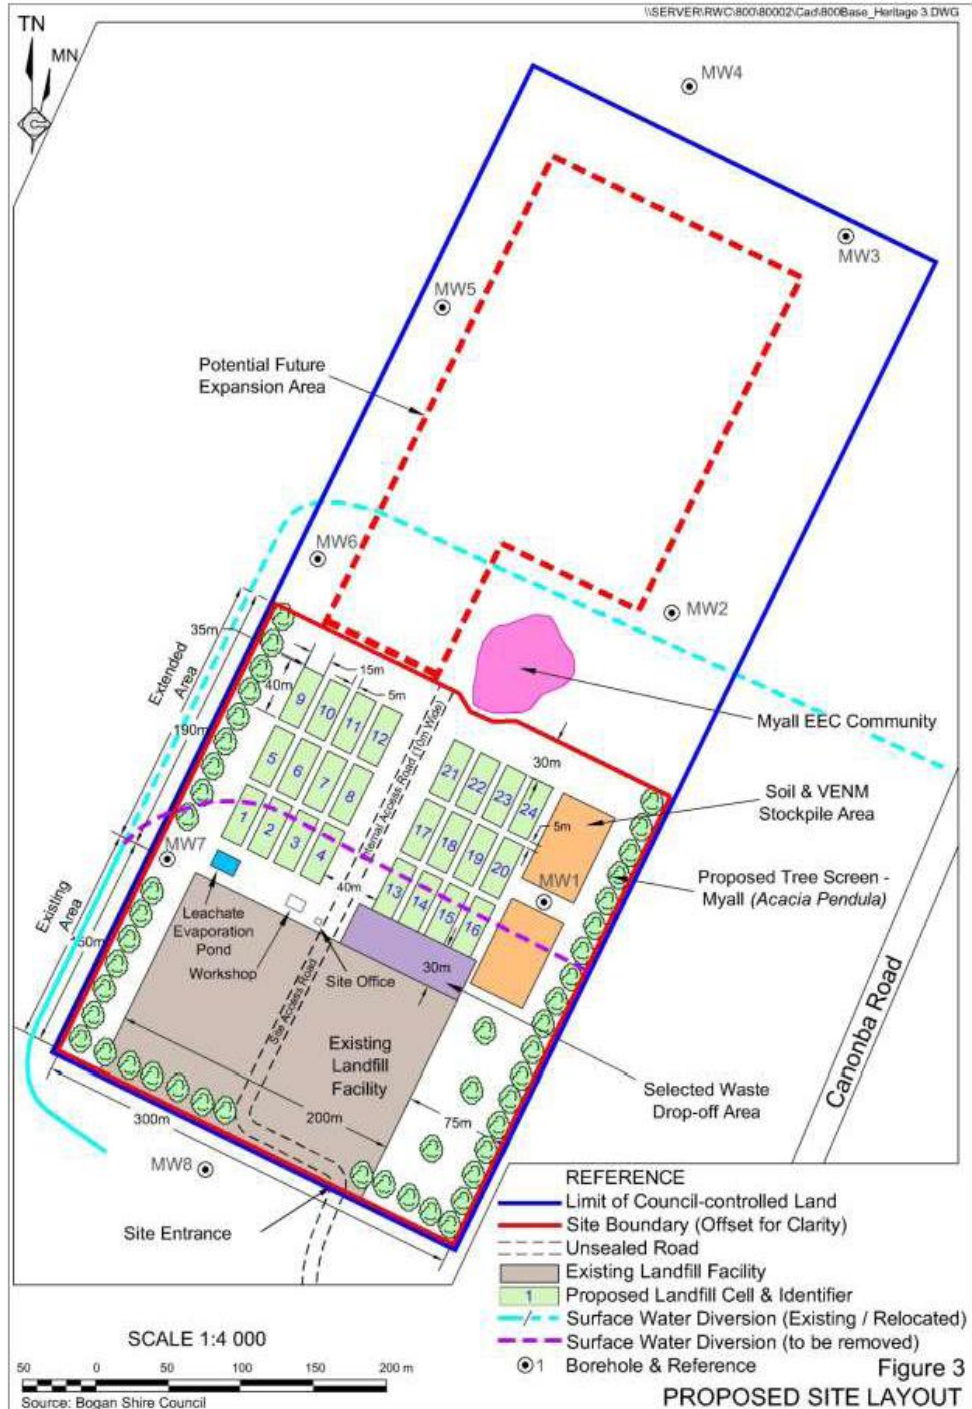 \\SERVER\RWC\800\80002\Cad\800Base_Heritage 3.DWG
TN
MN
MW4
MW3
MW5
Potential Future
Expansion Area
MW6
MW2
35m
Extended
Area
15m
40m
5m
190m
Internal Access Road (10m Wide)
Myall EEC Community
30m
9
10
11
12
5
6
7
8
1
2
3
4
21
22
23
24
17
18
19
20
13
14
15
16
5m
Soil & VENM
Stockpile Area
MW7
MW1
Proposed Tree Screen -
Myall (Acacia Pendula)
Existing
Area
40m
Leachate
Evaporation
Pond
Workshop
Site Office
30m
Site Access Road
Existing
Landfill
Facility
Canonba Road
Selected Waste
Drop-off Area
300m
200m
75m
MW8
Site Entrance
REFERENCE
Limit of Council-controlled Land
Site Boundary (Offset for Clarity)
Unsealed Road
Existing Landfill Facility
1 Proposed Landfill Cell & Identifier
Surface Water Diversion (Existing / Relocated)
Surface Water Diversion (to be removed)
1 Borehole & Reference
SCALE 1:4 000
50 0 50 100 150 200 m
Source: Bogan Shire Council
Figure 3
PROPOSED SITE LAYOUT